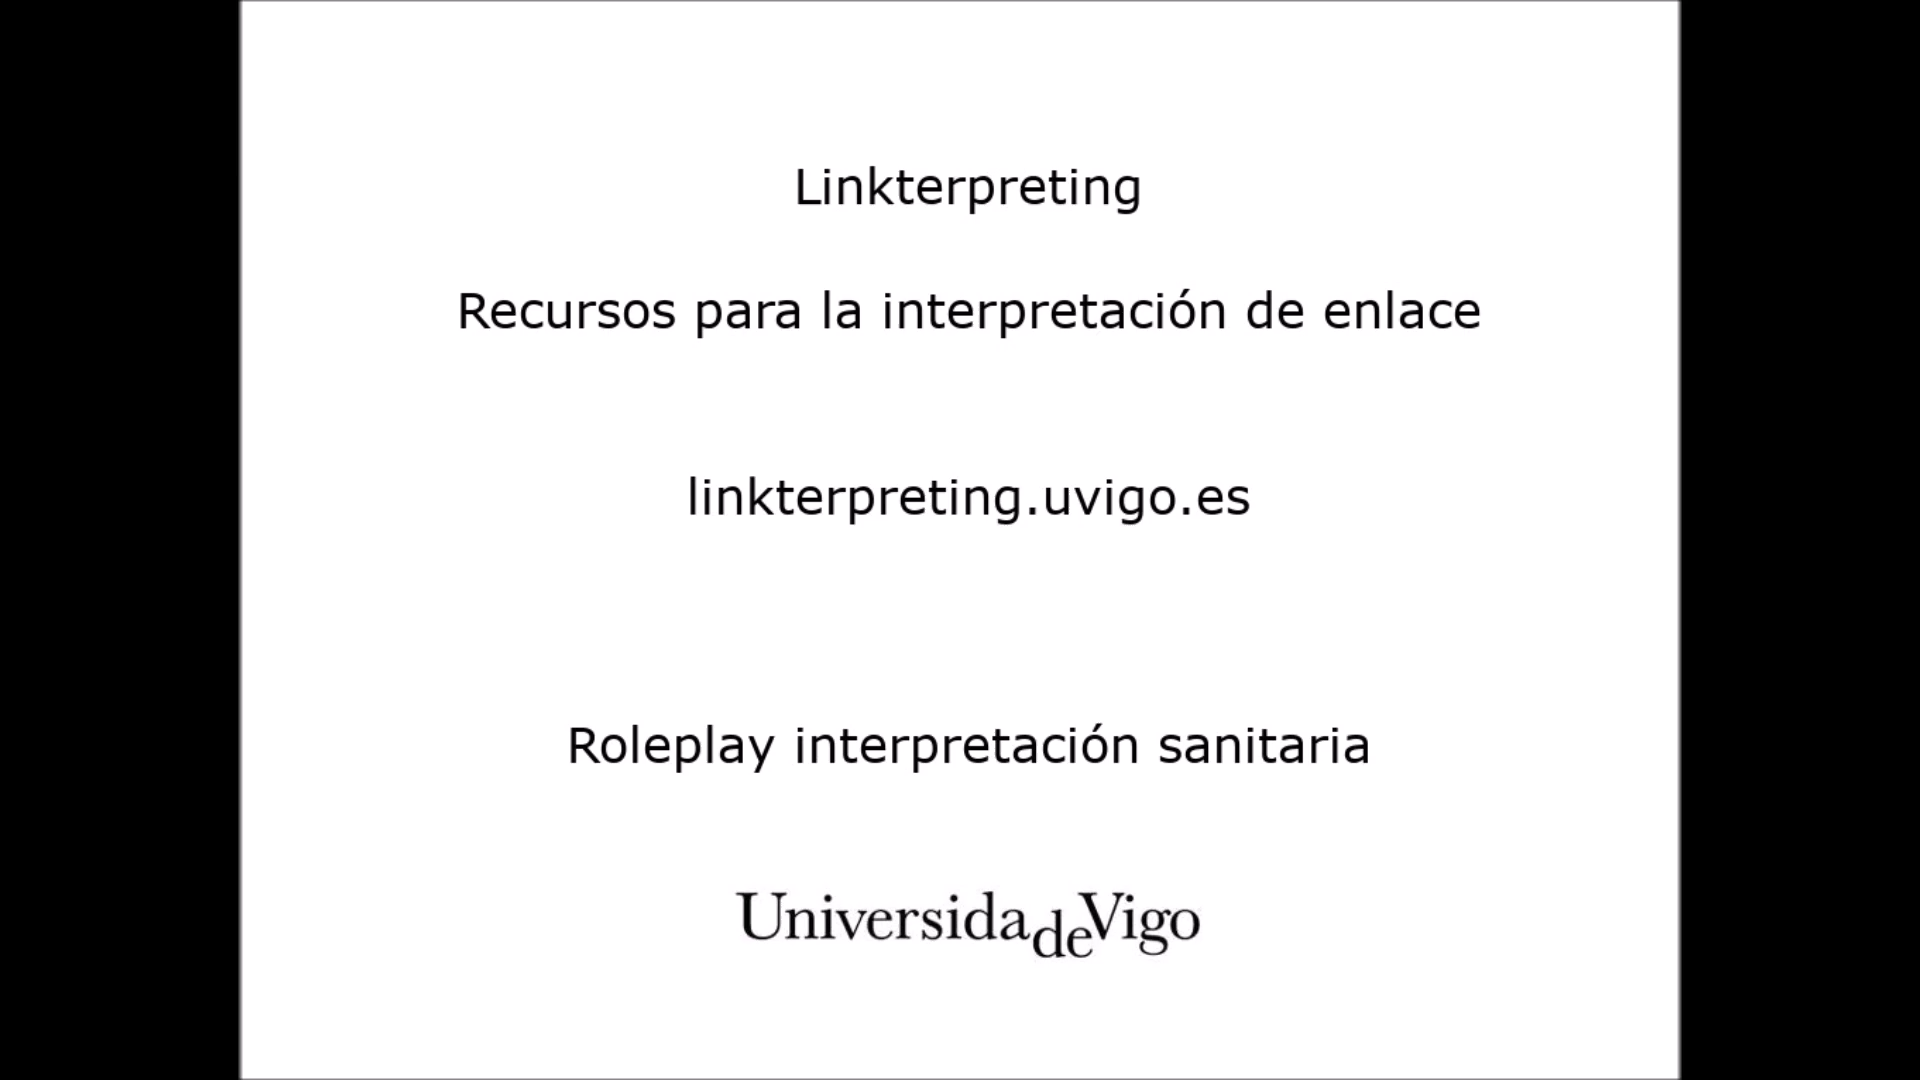 Linkterpreting
Recursos para la interpretación de enlace
linkterpreting.uvigo.es
Roleplay interpretación sanitaria
UniversidadeVigo